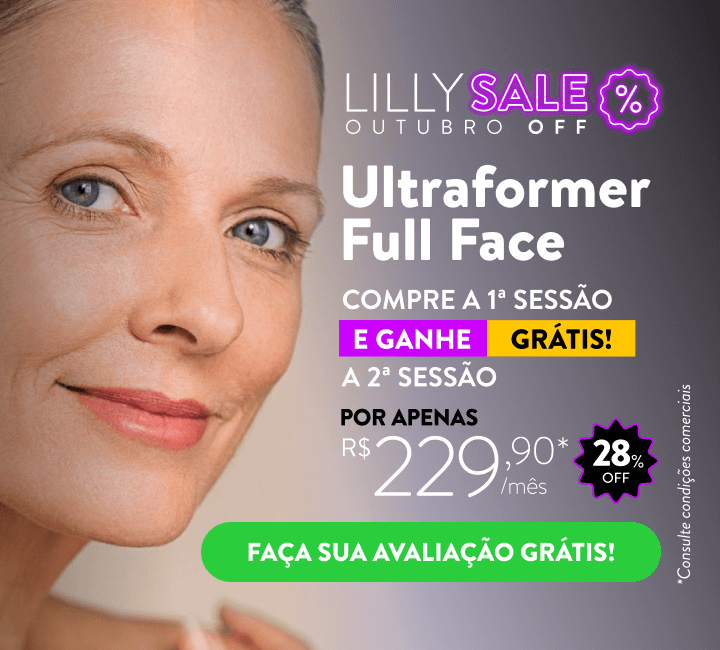 LILLY SALE %
OUTUBRO OFF
Ultraformer
Full Face
COMPRE A 1ª SESSÃO
E GANHE GRÁTIS!
A 2ª SESSÃO
POR APENAS
R$ 229,90*
/mês
28%
OFF
*Consulte condições comerciais
FAÇA SUA AVALIAÇÃO GRÁTIS!